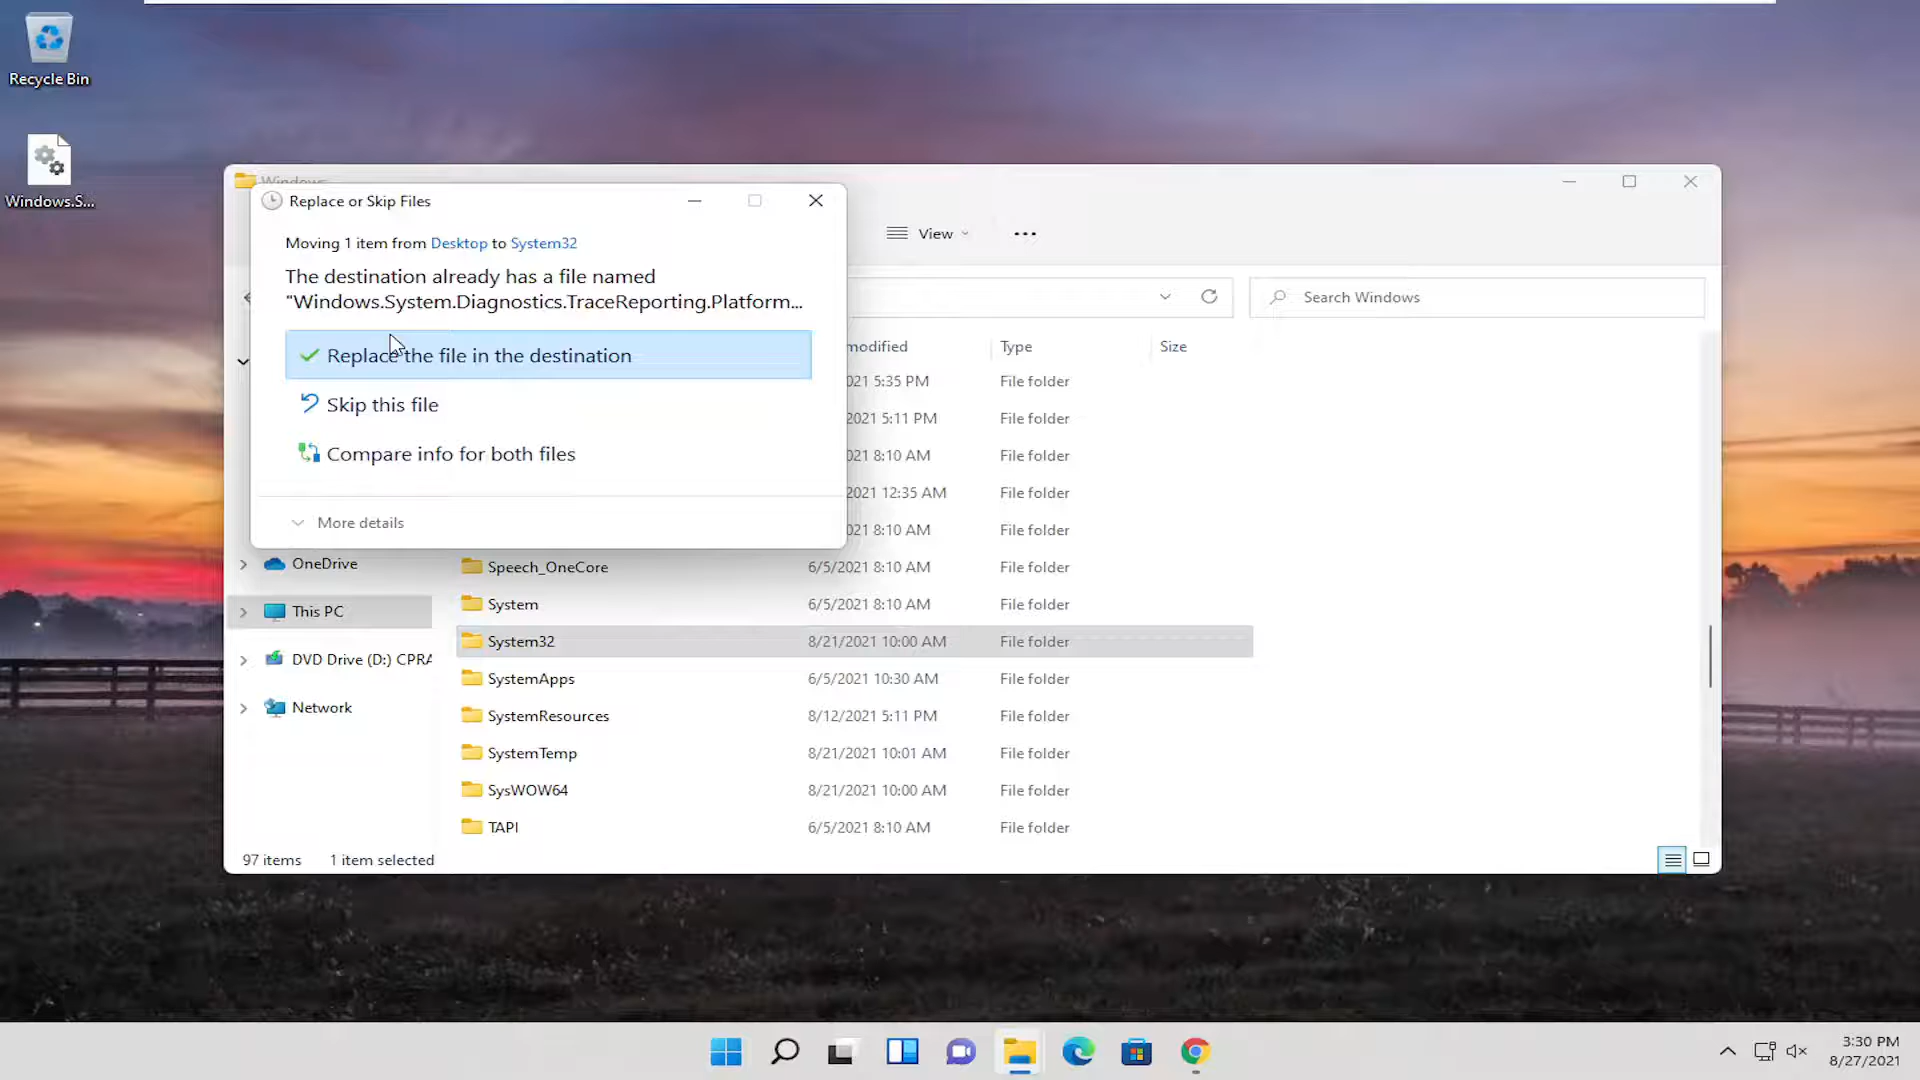 Recycle Bin
Windows.S...
Windows
Replace or Skip Files
Moving 1 item from Desktop to System32
The destination already has a file named
"Windows.System.Diagnostics.TraceReporting.Platform...
Replace the file in the destination
Skip this file
Compare info for both files
More details
View
Search Windows
modified
Type
Size
021 5:35 PM
File folder
2021 5:11 PM
File folder
021 8:10 AM
File folder
2021 12:35 AM
File folder
021 8:10 AM
File folder
OneDrive
This PC
DVD Drive (D:) CPRA
Network
Speech_OneCore
6/5/2021 8:10 AM
File folder
System
6/5/2021 8:10 AM
File folder
System32
8/21/2021 10:00 AM
File folder
SystemApps
6/5/2021 10:30 AM
File folder
SystemResources
8/12/2021 5:11 PM
File folder
SystemTemp
8/21/2021 10:01 AM
File folder
SysWOW64
8/21/2021 10:00 AM
File folder
TAPI
6/5/2021 8:10 AM
File folder
97 items
1 item selected
3:30 PM
8/27/2021